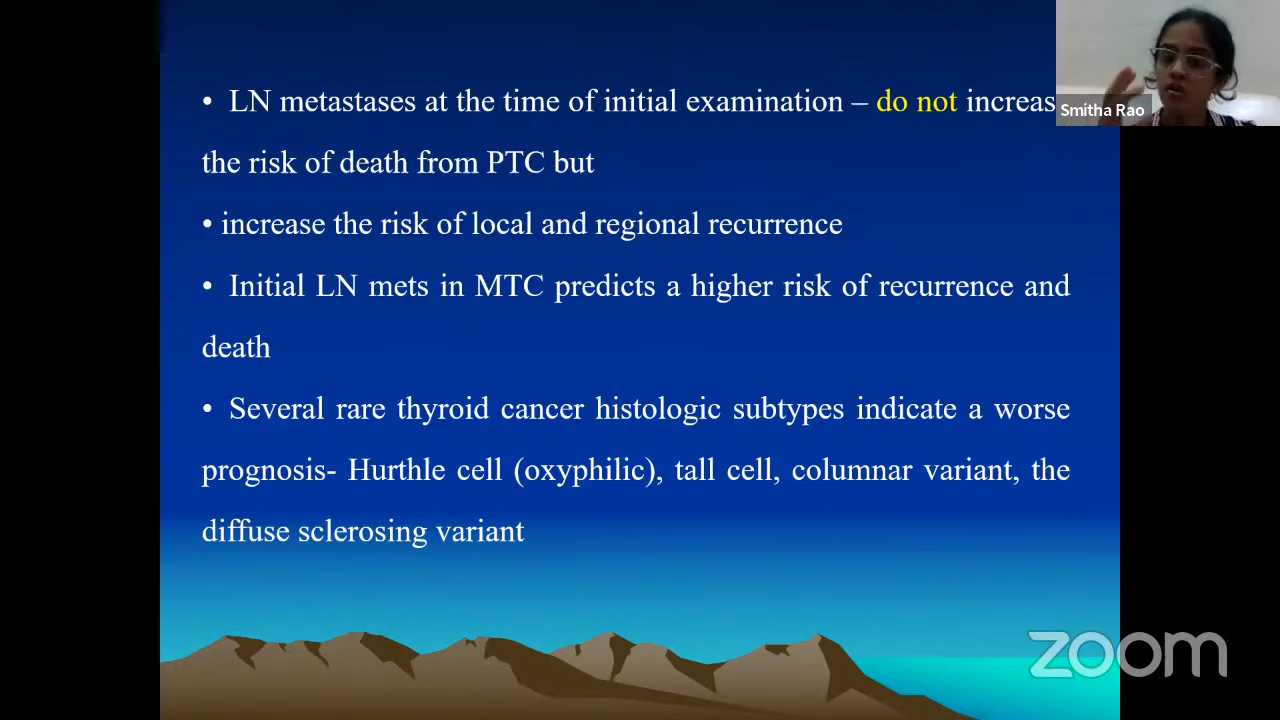 • LN metastases at the time of initial examination – do not increas
the risk of death from PTC but
• increase the risk of local and regional recurrence
• Initial LN mets in MTC predicts a higher risk of recurrence and
death
• Several rare thyroid cancer histologic subtypes indicate a worse
prognosis- Hurthle cell (oxyphilic), tall cell, columnar variant, the
diffuse sclerosing variant
Smitha Rao
zoom